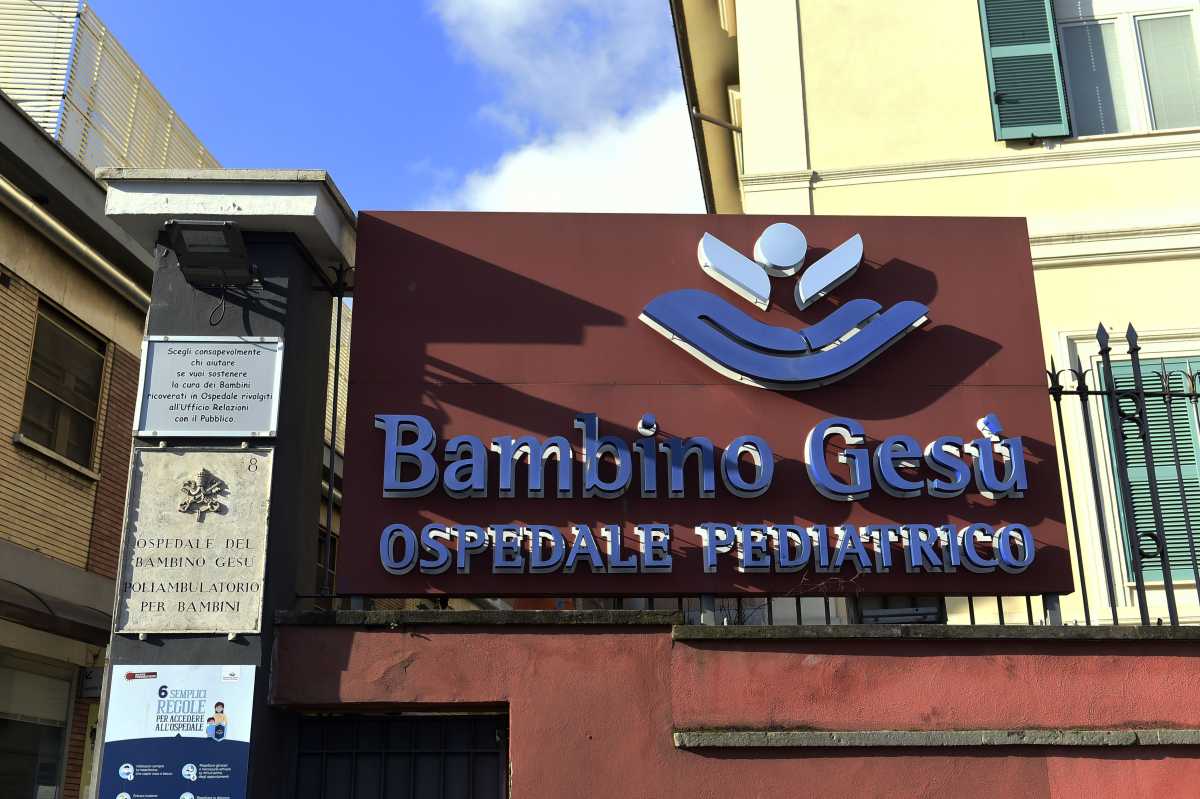 Bambino Gesù
OSPEDALE PEDIATRICO
Scegli consapevolmente
chi aiutare
se vuoi sostenere
la cura dei Bambini
ricoverati in Ospedale rivolgiti
all'Ufficio Relazioni
con il Pubblico.
8
OSPEDALE DEL
BAMBINO GESÙ
POLIAMBULATORIO
PER BAMBINI
6 SEMPLICI
REGOLE
PER ACCEDERE
ALL'OSPEDALE